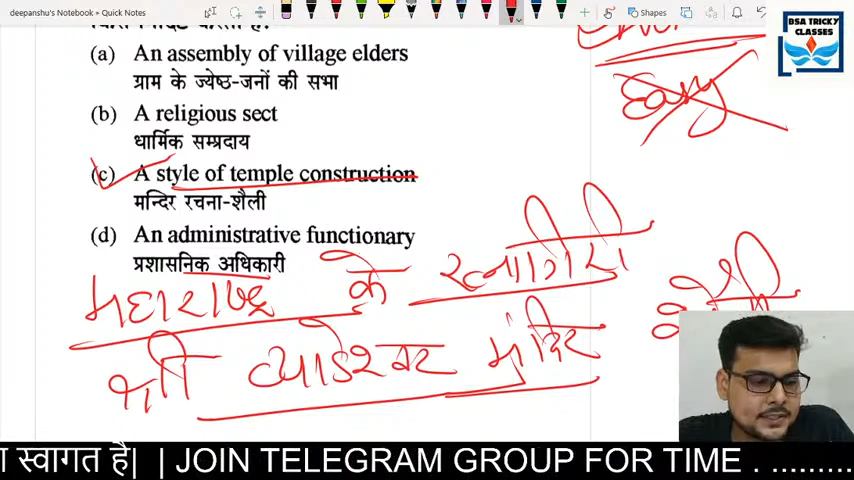 deepanshu's Notebook » Quick Notes
Shapes
BSA TRICKY
CLASSES
(a) An assembly of village elders
ग्राम के ज्येष्ठ-जनों की सभा
Easy
(b) A religious sect
धार्मिक सम्प्रदाय
(c) A style of temple construction
मन्दिर रचना-शैली
(d) An administrative functionary
प्रशासनिक अधिकारी
महाराष्ट्र के रत्नागिरी
श्री व्याडेश्वर मंदिर
ा स्वागत है| | JOIN TELEGRAM GROUP FOR TIME . .........